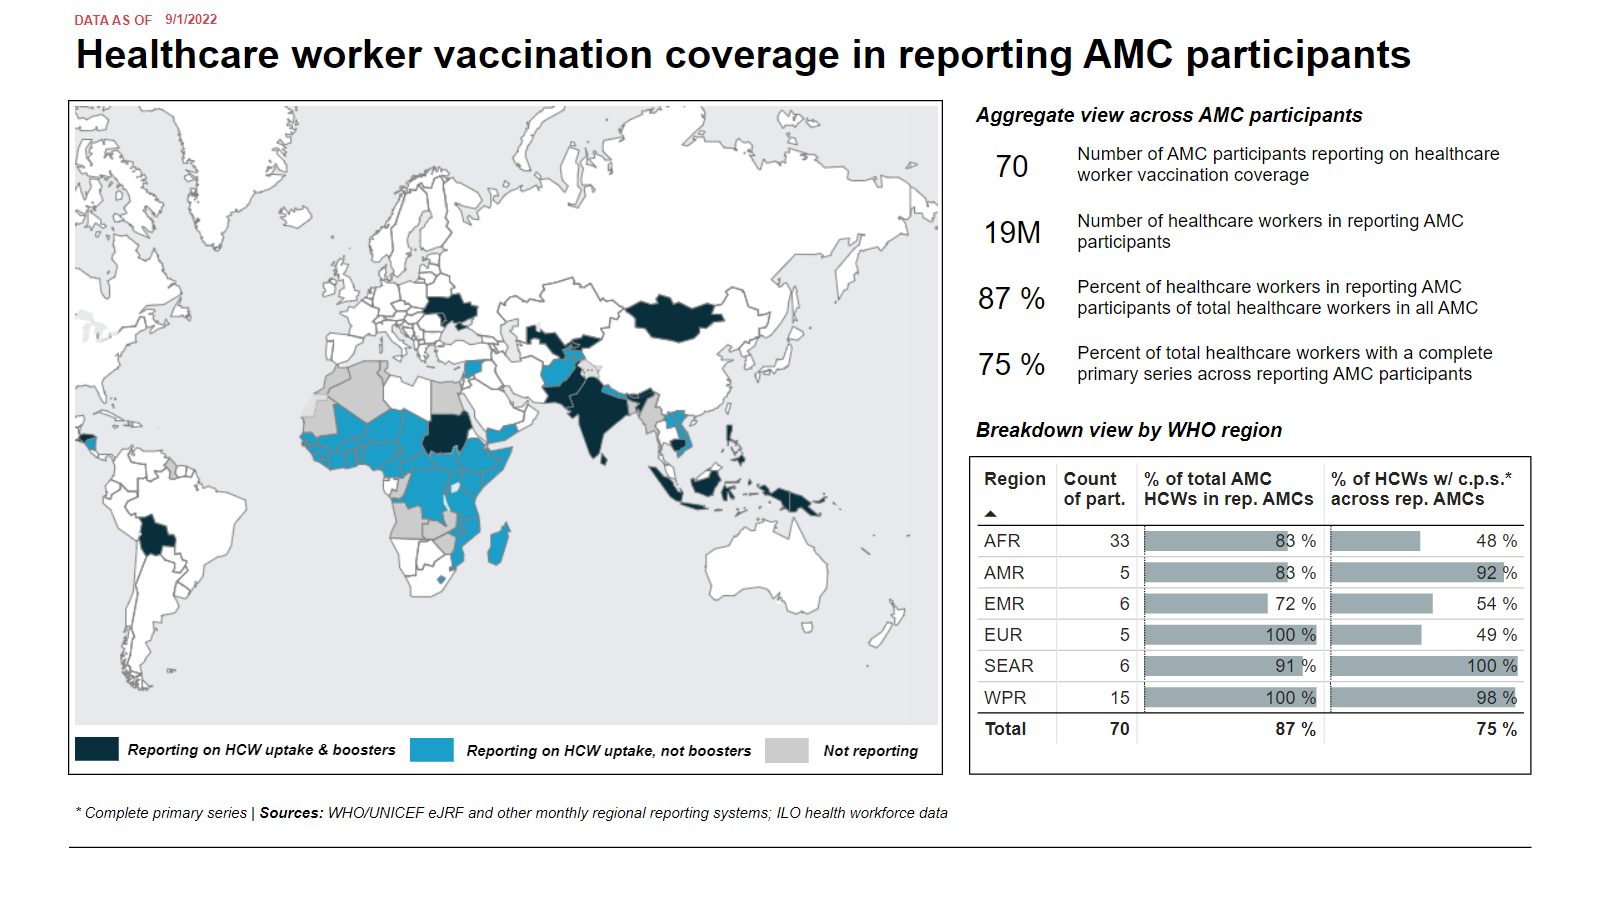 DATA AS OF 9/1/2022
Healthcare worker vaccination coverage in reporting AMC participants
Aggregate view across AMC participants
70
Number of AMC participants reporting on healthcare
worker vaccination coverage
19M
Number of healthcare workers in reporting AMC
participants
87 %
Percent of healthcare workers in reporting AMC
participants of total healthcare workers in all AMC
75 %
Percent of total healthcare workers with a complete
primary series across reporting AMC participants
Breakdown view by WHO region
Region Count of part. % of total AMC HCWs in rep. AMCs % of HCWs w/ c.p.s.* across rep. AMCs
AFR 33 83 % 48 %
AMR 5 83 % 92 %
EMR 6 72 % 54 %
EUR 5 100 % 49 %
SEAR 6 91 % 100 %
WPR 15 100 % 98 %
Total 70 87 % 75 %
Reporting on HCW uptake & boosters Reporting on HCW uptake, not boosters Not reporting
* Complete primary series | Sources: WHO/UNICEF eJRF and other monthly regional reporting systems; ILO health workforce data